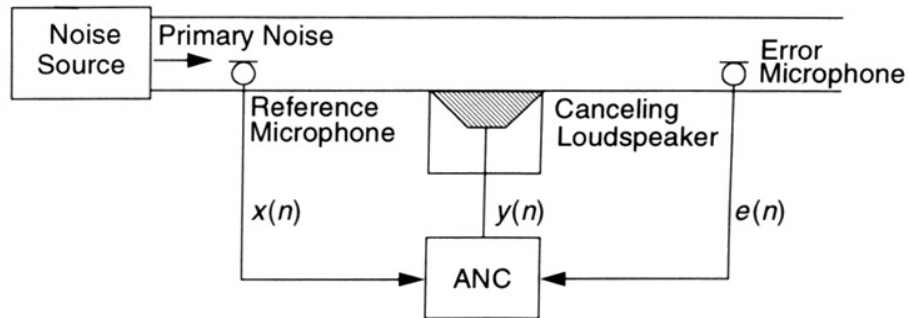 Noise
Source
Primary Noise
Error
Microphone
Reference
Microphone
Canceling
Loudspeaker
x(n)
y(n)
e(n)
ANC